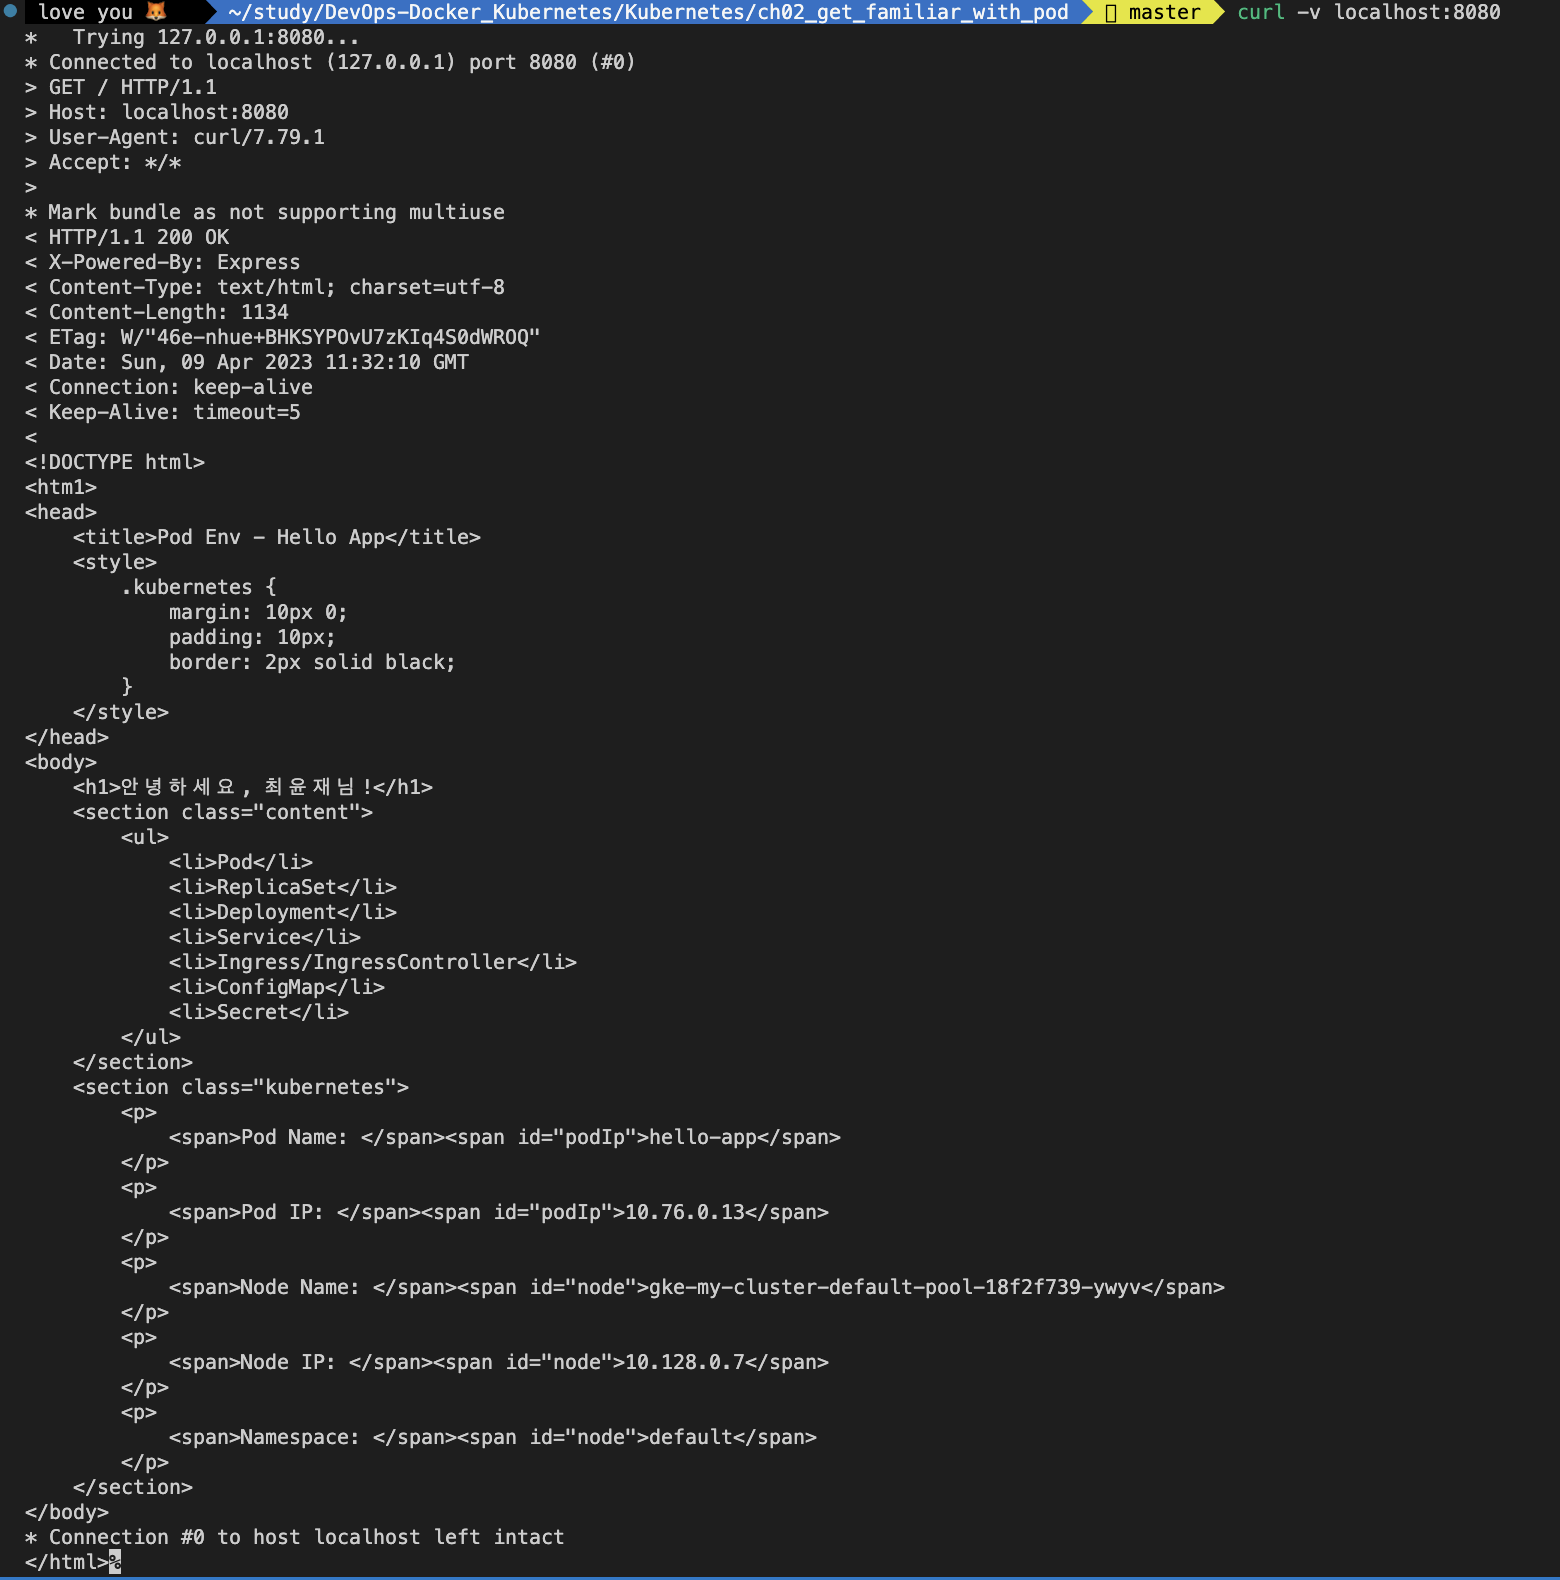 love you 🦊 ~/study/DevOps-Docker_Kubernetes/Kubernetes/ch02_get_familiar_with_pod master curl -v localhost:8080
*   Trying 127.0.0.1:8080...
* Connected to localhost (127.0.0.1) port 8080 (#0)
> GET / HTTP/1.1
> Host: localhost:8080
> User-Agent: curl/7.79.1
> Accept: */*
>
* Mark bundle as not supporting multiuse
< HTTP/1.1 200 OK
< X-Powered-By: Express
< Content-Type: text/html; charset=utf-8
< Content-Length: 1134
< ETag: W/"46e-nhue+BHKSYPOvU7zKIq4S0dWROQ"
< Date: Sun, 09 Apr 2023 11:32:10 GMT
< Connection: keep-alive
< Keep-Alive: timeout=5
<
<!DOCTYPE html>
<htm1>
<head>
    <title>Pod Env - Hello App</title>
    <style>
        .kubernetes {
            margin: 10px 0;
            padding: 10px;
            border: 2px solid black;
        }
    </style>
</head>
<body>
    <h1>안녕하세요, 최윤재님!</h1>
    <section class="content">
        <ul>
            <li>Pod</li>
            <li>ReplicaSet</li>
            <li>Deployment</li>
            <li>Service</li>
            <li>Ingress/IngressController</li>
            <li>ConfigMap</li>
            <li>Secret</li>
        </ul>
    </section>
    <section class="kubernetes">
        <p>
            <span>Pod Name: </span><span id="podIp">hello-app</span>
        </p>
        <p>
            <span>Pod IP: </span><span id="podIp">10.76.0.13</span>
        </p>
        <p>
            <span>Node Name: </span><span id="node">gke-my-cluster-default-pool-18f2f739-ywyv</span>
        </p>
        <p>
            <span>Node IP: </span><span id="node">10.128.0.7</span>
        </p>
        <p>
            <span>Namespace: </span><span id="node">default</span>
        </p>
    </section>
</body>
* Connection #0 to host localhost left intact
</html>%